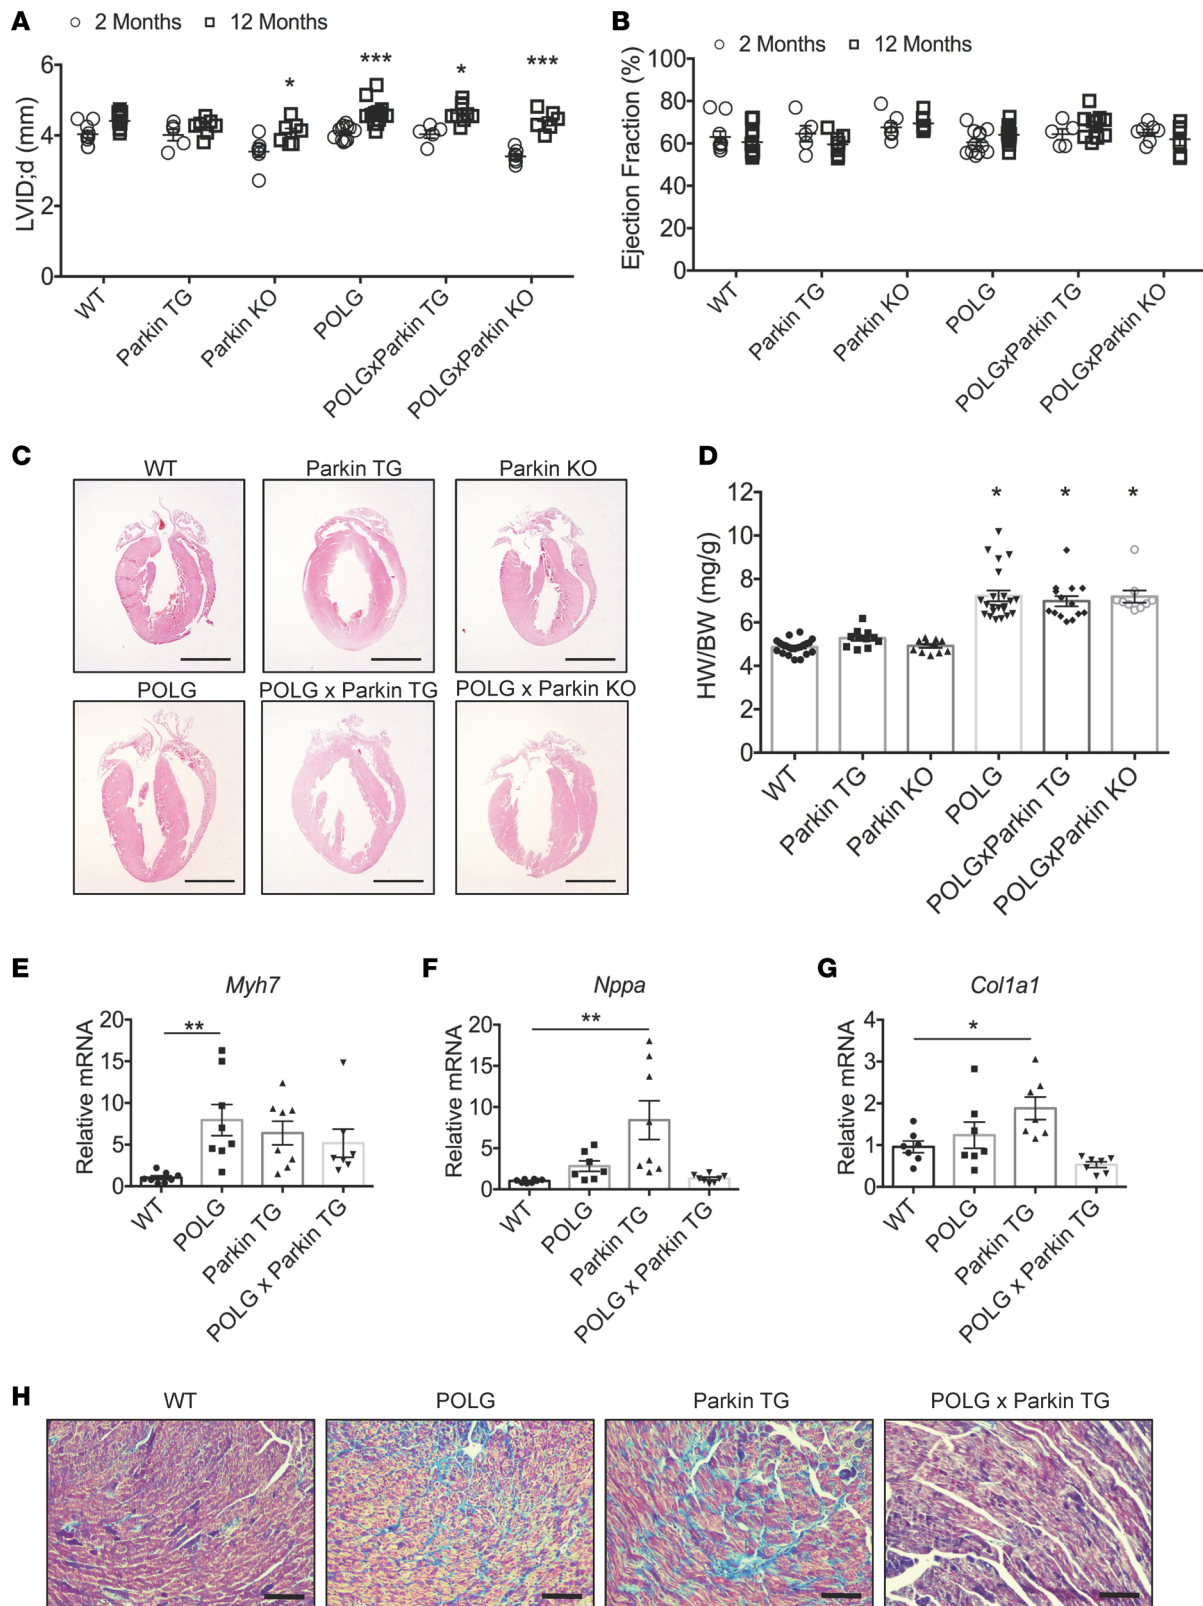 A
○ 2 Months □ 12 Months
LVID;d (mm)
6
4
2
0
*
***
*
***
WT
Parkin TG
Parkin KO
POLG
POLGxParkin TG
POLGxParkin KO
B
○ 2 Months □ 12 Months
Ejection Fraction (%)
100
80
60
40
20
0
WT
Parkin TG
Parkin KO
POLG
POLGxParkin TG
POLGxParkin KO
C
WT
Parkin TG
Parkin KO
POLG
POLG x Parkin TG
POLG x Parkin KO
D
HW/BW (mg/g)
12
10
8
6
4
2
0
*
*
*
WT
Parkin TG
Parkin KO
POLG
POLGxParkin TG
POLGxParkin KO
E
Myh7
Relative mRNA
20
15
10
5
0
**
WT
POLG
Parkin TG
POLG x Parkin TG
F
Nppa
Relative mRNA
20
15
10
5
0
**
WT
POLG
Parkin TG
POLG x Parkin TG
G
Col1a1
Relative mRNA
4
3
2
1
0
*
WT
POLG
Parkin TG
POLG x Parkin TG
H
WT
POLG
Parkin TG
POLG x Parkin TG